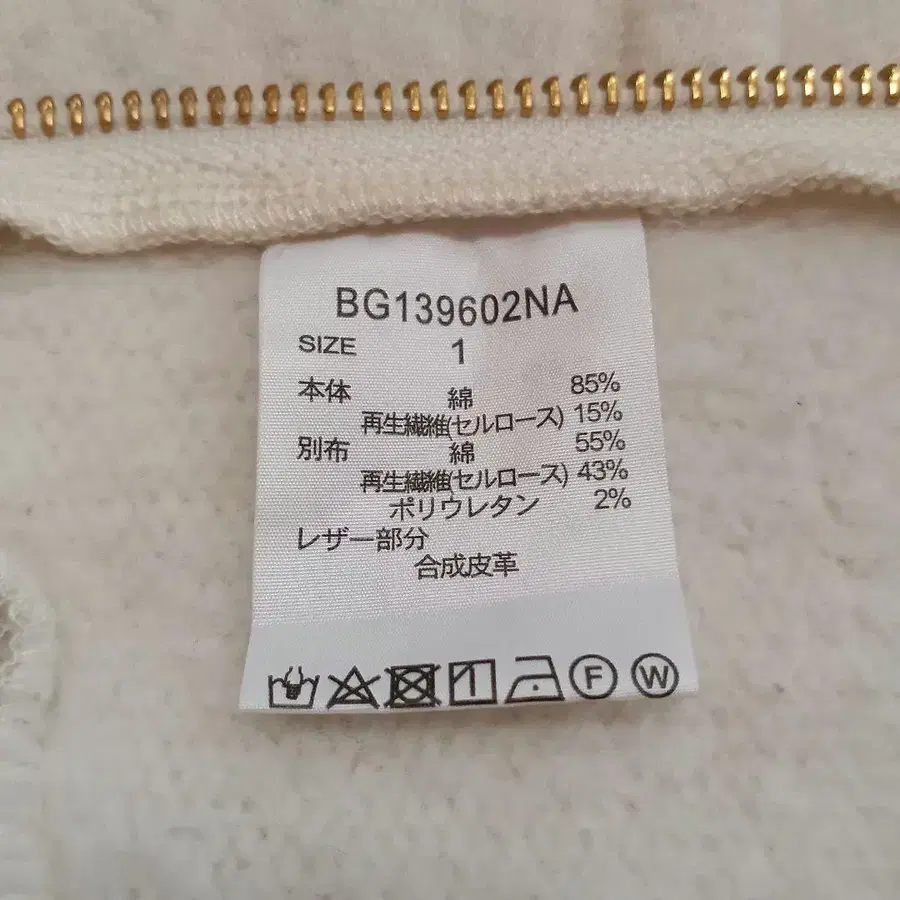 BG139602NA
SIZE 1
本体 綿 85%
再生繊維(セルロース) 15%
別布 綿 55%
再生繊維(セルロース) 43%
ポリウレタン 2%
レザー部分
合成皮革
F W